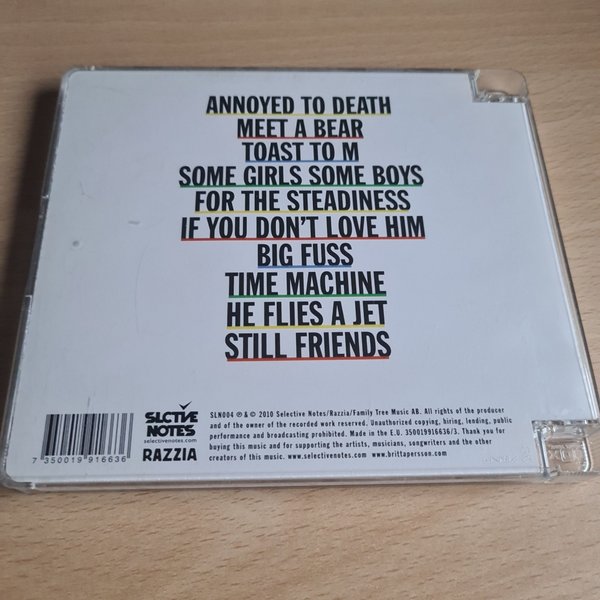 ANNOYED TO DEATH
MEET A BEAR
TOAST TO M
SOME GIRLS SOME BOYS
FOR THE STEADINESS
IF YOU DON'T LOVE HIM
BIG FUSS
TIME MACHINE
HE FLIES A JET
STILL FRIENDS
SLCTVE
NOTES
selectivenotes.com
RAZZIA
7 350019 916636
SLN004 ℗ & © 2010 Selective Notes/Razzia/Family Tree Music AB. All rights of the producer
and of the owner of the recorded work reserved. Unauthorized copying, hiring, lending, public
performance and broadcasting prohibited. Made in the E.U. 350019916636/3. Thank you for
buying this music and for supporting the artists, musicians, songwriters and the other
creators of this music. www.selectivenotes.com www.brittapersson.com